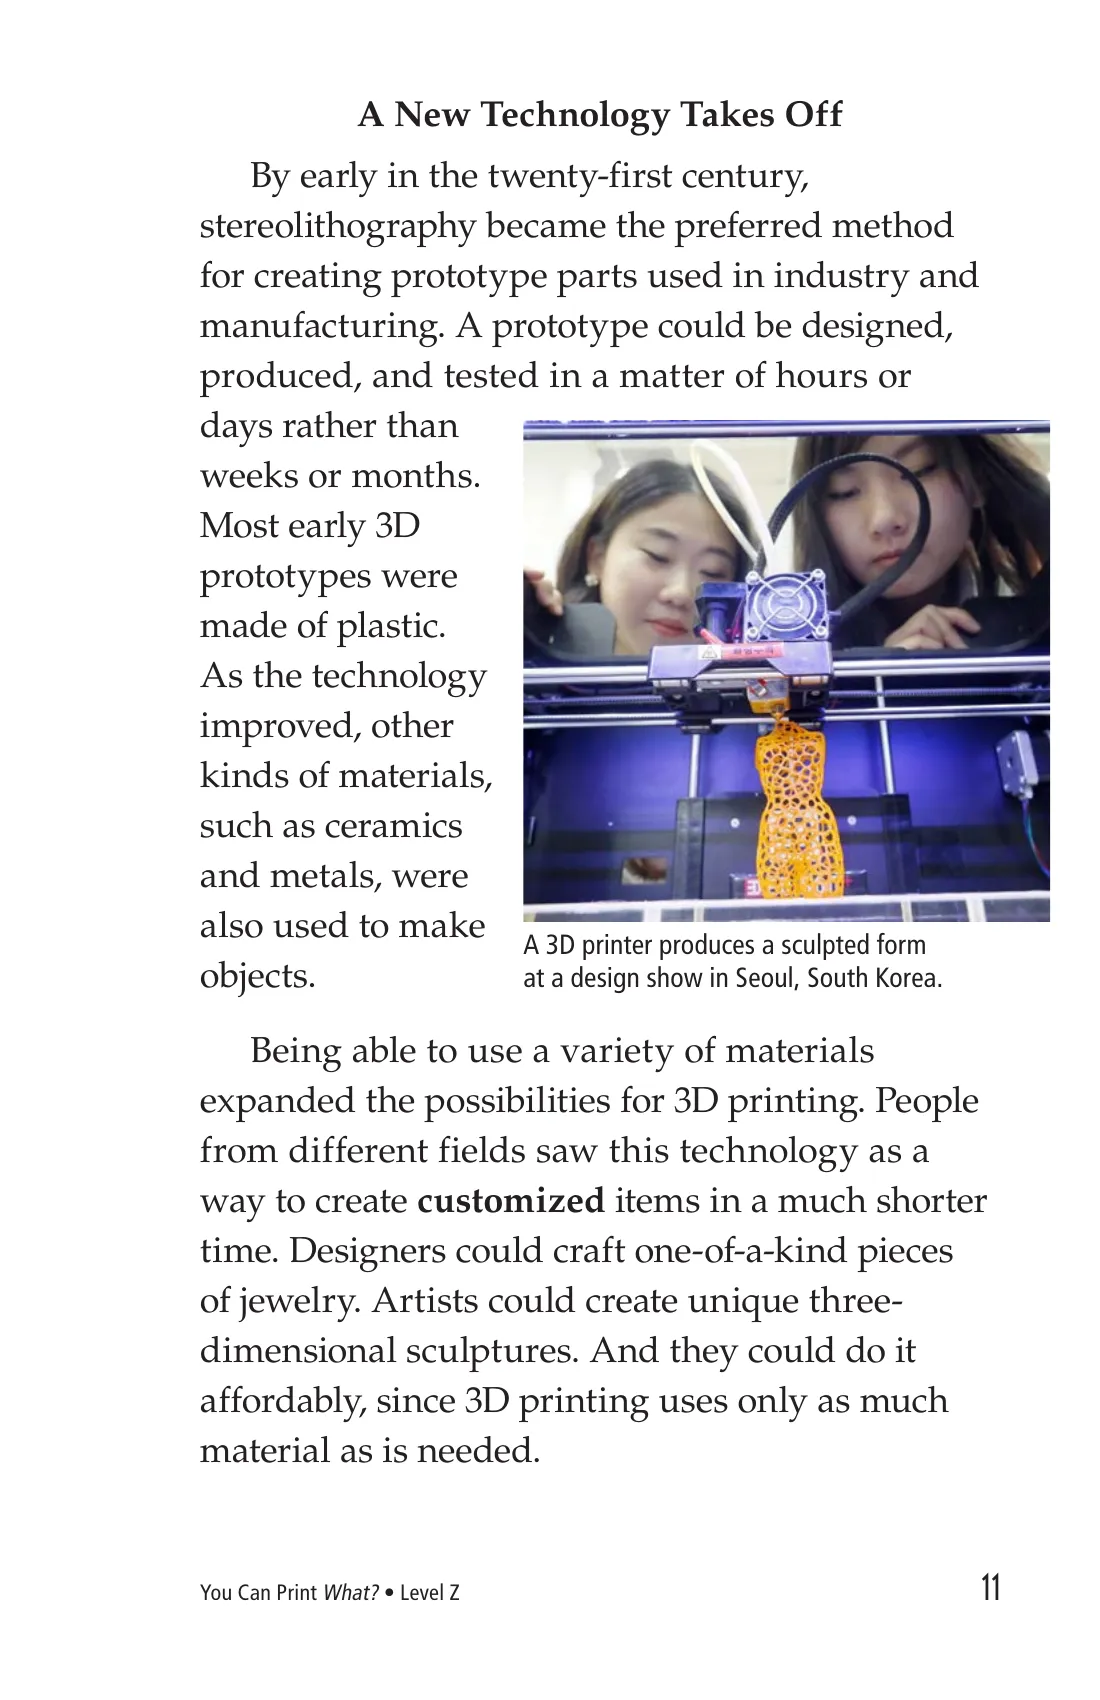 A New Technology Takes Off
By early in the twenty-first century,
stereolithography became the preferred method
for creating prototype parts used in industry and
manufacturing. A prototype could be designed,
produced, and tested in a matter of hours or
days rather than
weeks or months.
Most early 3D
prototypes were
made of plastic.
As the technology
improved, other
kinds of materials,
such as ceramics
and metals, were
also used to make
objects.
A 3D printer produces a sculpted form
at a design show in Seoul, South Korea.
Being able to use a variety of materials
expanded the possibilities for 3D printing. People
from different fields saw this technology as a
way to create customized items in a much shorter
time. Designers could craft one-of-a-kind pieces
of jewelry. Artists could create unique three-
dimensional sculptures. And they could do it
affordably, since 3D printing uses only as much
material as is needed.
You Can Print What? • Level Z
11